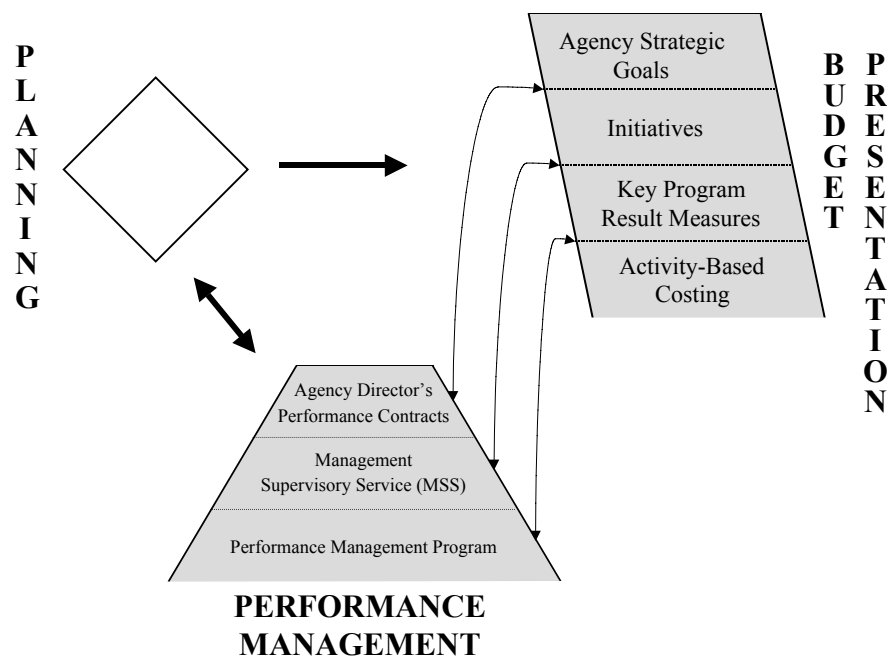 PLANNING
Agency Strategic
Goals
Initiatives
Key Program
Result Measures
Activity-Based
Costing
BUDGET
PRESENTATION
Agency Director's
Performance Contracts
Management
Supervisory Service (MSS)
Performance Management Program
PERFORMANCE
MANAGEMENT